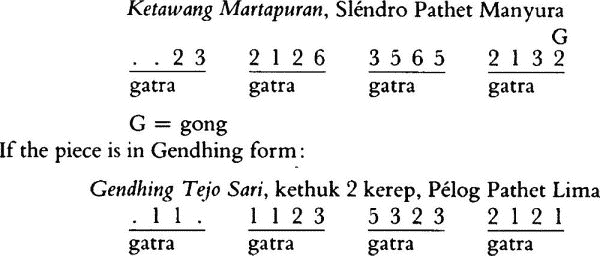 Ketawang Martapuran, Sléndro Pathet Manyura
G
. . 2 3 2 1 2 6 3 5 6 5 2 1 3 2
gatra gatra gatra gatra
G = gong
If the piece is in Gendhing form:
Gendhing Tejo Sari, kethuk 2 kerep, Pélog Pathet Lima
. 1 1 . 1 1 2 3 5 3 2 3 2 1 2 1
gatra gatra gatra gatra